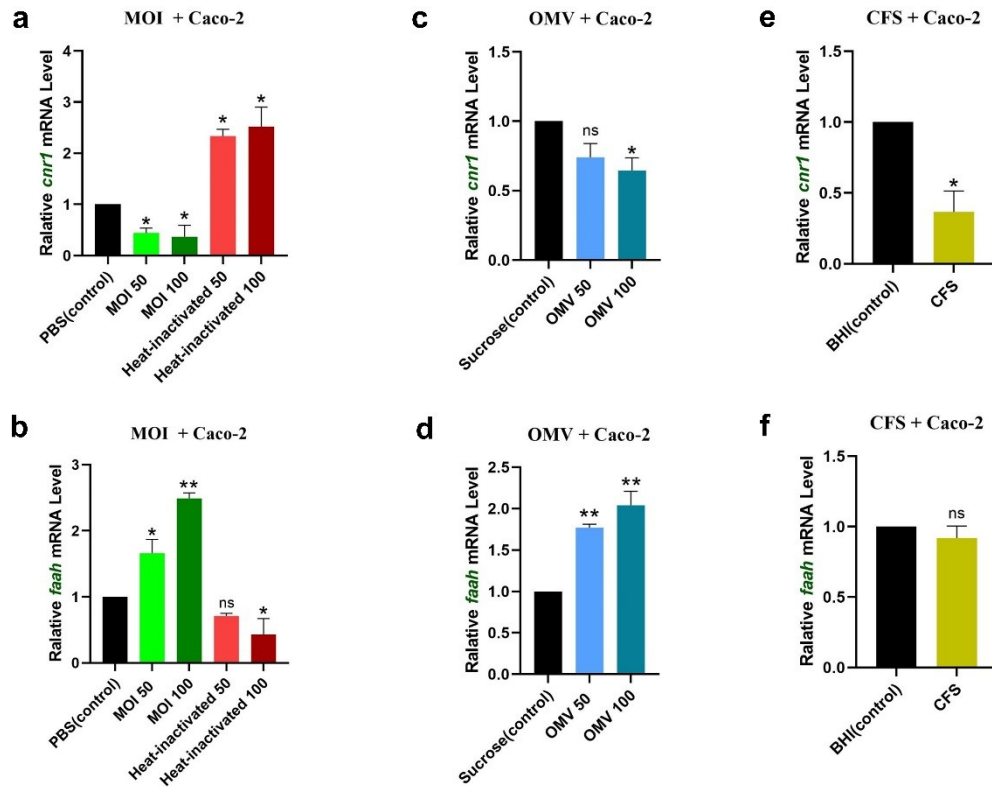 a
MOI + Caco-2
Ralative cnr1 mRNA Level
4
3
2
1
0
*
*
*
*
PBS(control)
MOI 50
MOI 100
Heat-inactivated 50
Heat-inactivated 100
c
OMV + Caco-2
Ralative cnr1 mRNA Level
1.5
1.0
0.5
0.0
ns
*
Sucrose(control)
OMV 50
OMV 100
e
CFS + Caco-2
Ralative cnr1 mRNA Level
1.5
1.0
0.5
0.0
*
BHI(control)
CFS
b
MOI + Caco-2
Ralative faah mRNA Level
3
2
1
0
*
**
ns
*
PBS(control)
MOI 50
MOI 100
Heat-inactivated 50
Heat-inactivated 100
d
OMV + Caco-2
Ralative faah mRNA Level
2.5
2.0
1.5
1.0
0.5
0.0
**
**
Sucrose(control)
OMV 50
OMV 100
f
CFS + Caco-2
Ralative faah mRNA Level
1.5
1.0
0.5
0.0
ns
BHI(control)
CFS